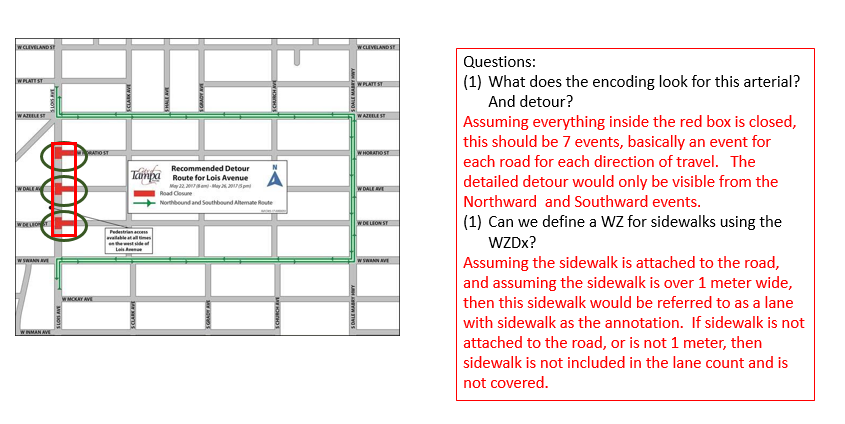 W CLEVELAND ST
W CLEVELAND ST
W PLATT ST
W PLATT ST
S LOIS AVE
S CLARK AVE
S HALE AVE
S GRADY AVE
S CHURCH AVE
S DALE MABRY HWY
W AZEELE ST
W AZEELE ST
W HORATIO ST
W HORATIO ST
City of
Tampa
Recommended Detour
Route for Lois Avenue
May 22, 2017 (8 am) - May 26, 2017 (5 pm)
Road Closure
Northbound and Southbound Alternate Route
N
W DALE AVE
W DALE AVE
W DE LEON ST
W DE LEON ST
Pedestrian access
available at all times
on the west side of
Lois Avenue
W SWANN AVE
W SWANN AVE
W MCKAY AVE
S LOIS AVE
S CLARK AVE
S GRADY AVE
S CHURCH AVE
S DALE MABRY HWY
W INMAN AVE
Questions:
(1) What does the encoding look for this arterial?
And detour?
Assuming everything inside the red box is closed,
this should be 7 events, basically an event for
each road for each direction of travel. The
detailed detour would only be visible from the
Northward and Southward events.
(1) Can we define a WZ for sidewalks using the
WZDx?
Assuming the sidewalk is attached to the road,
and assuming the sidewalk is over 1 meter wide,
then this sidewalk would be referred to as a lane
with sidewalk as the annotation. If sidewalk is not
attached to the road, or is not 1 meter, then
sidewalk is not included in the lane count and is
not covered.